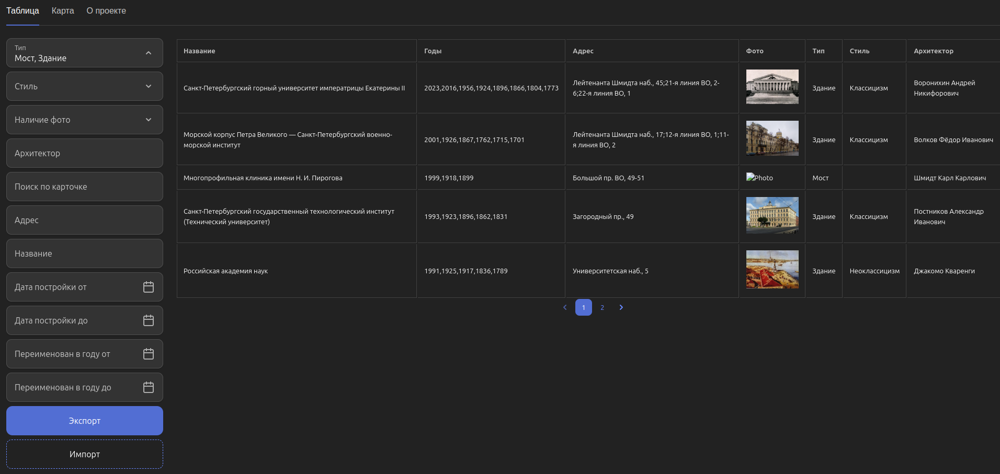 Таблица Карта О проекте
Тип
Мост, Здание
Стиль
Наличие фото
Архитектор
Поиск по карточке
Адрес
Название
Дата постройки от
Дата постройки до
Переименован в году от
Переименован в году до
Экспорт
Импорт
Название Годы Адрес Фото Тип Стиль Архитектор
Санкт-Петербургский горный университет императрицы Екатерины II
2023,2016,1956,1924,1896,1866,1804,1773
Лейтенанта Шмидта наб., 45;21-я линия ВО, 2-
6;22-я линия ВО, 1
Здание
Классицизм
Воронихин Андрей
Никифорович
Морской корпус Петра Великого — Санкт-Петербургский военно-
морской институт
2001,1926,1867,1762,1715,1701
Лейтенанта Шмидта наб., 17;12-я линия ВО, 1;11-
я линия ВО, 2
Здание
Классицизм
Волков Фёдор Иванович
Многопрофильная клиника имени Н. И. Пирогова
1999,1918,1899
Большой пр. ВО, 49-51
Photo
Мост
Шмидт Карл Карлович
Санкт-Петербургский государственный технологический институт
(Технический университет)
1993,1923,1896,1862,1831
Загородный пр., 49
Здание
Классицизм
Постников Александр
Иванович
Российская академия наук
1991,1925,1917,1836,1789
Университетская наб., 5
Здание
Неоклассицизм
Джакомо Кваренги
1 2